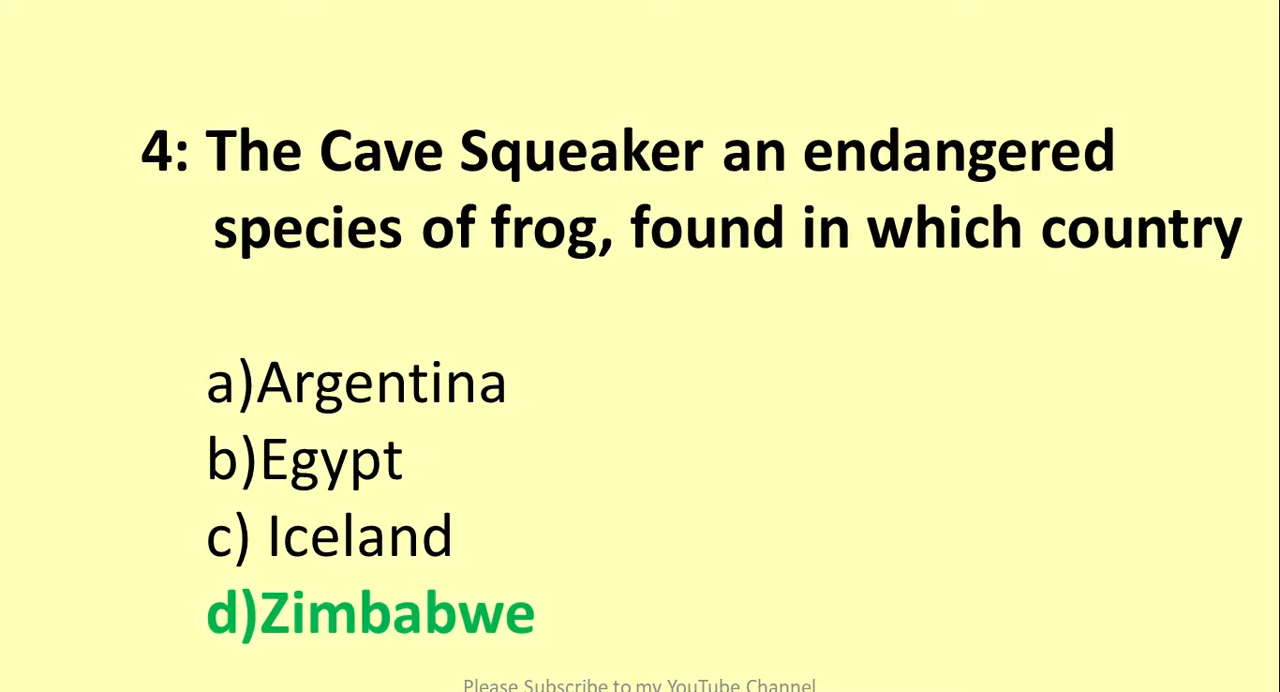 4: The Cave Squeaker an endangered
species of frog, found in which country
a)Argentina
b)Egypt
c) Iceland
d)Zimbabwe
Please Subscribe to my YouTube Channel